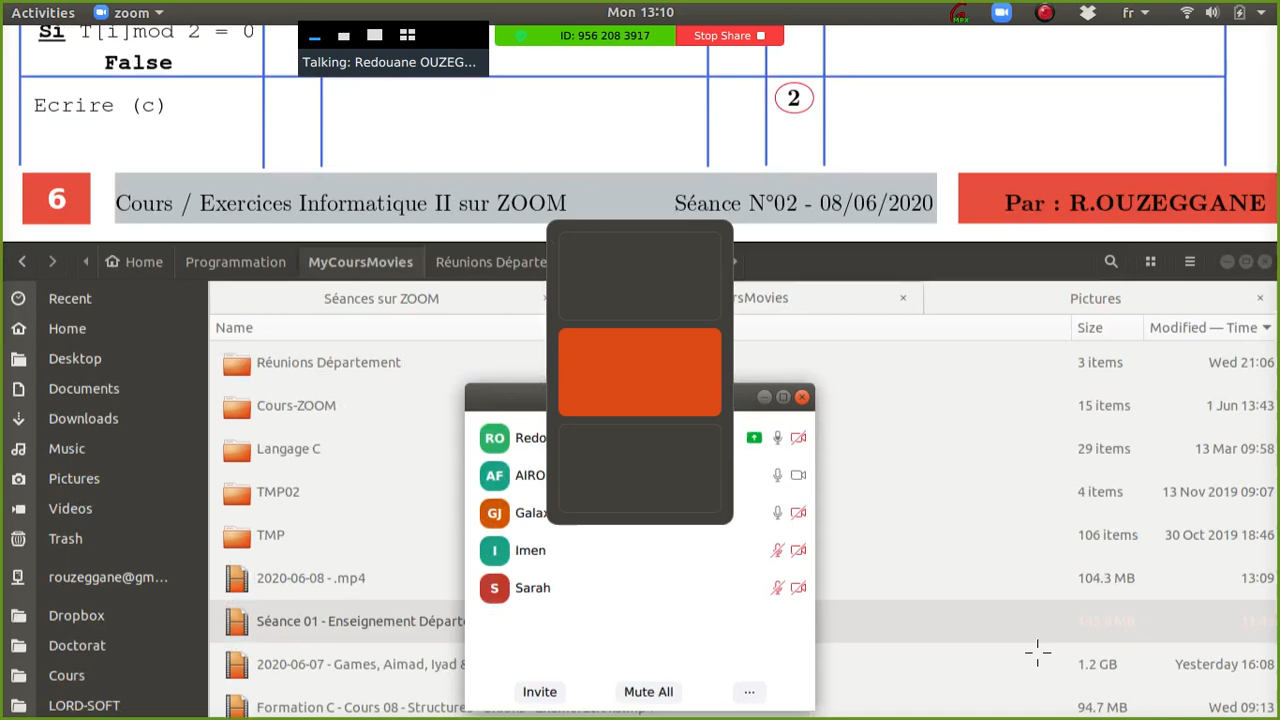 Activities zoom Mon 13:10 MPX fr
Si T[i]mod 2 = 0
False
Ecrire (c)
Talking: Redouane OUZEG...
ID: 956 208 3917 Stop Share
2
6 Cours / Exercices Informatique II sur ZOOM Séance N°02 - 08/06/2020 Par : R.OUZEGGANE
Home Programmation MyCoursMovies Réunions Départe
Séances sur ZOOM rsMovies Pictures
Name Size Modified — Time
Recent
Home
Desktop
Documents
Downloads
Music
Pictures
Videos
Trash
rouzeggane@gm...
Dropbox
Doctorat
Cours
LORD-SOFT
Réunions Département 3 items Wed 21:06
Cours-ZOOM 15 items 1 Jun 13:43
Langage C 29 items 13 Mar 09:58
TMP02 4 items 13 Nov 2019 09:07
TMP 106 items 30 Oct 2019 18:46
2020-06-08 - .mp4 104.3 MB 13:09
Séance 01 - Enseignement Départe
2020-06-07 - Games, Aimad, Iyad & 1.2 GB Yesterday 16:08
Formation C - Cours 08 - Structures 94.7 MB Wed 09:13
RO Redo
AF AIRO
GJ Gala
I Imen
S Sarah
Invite Mute All ...